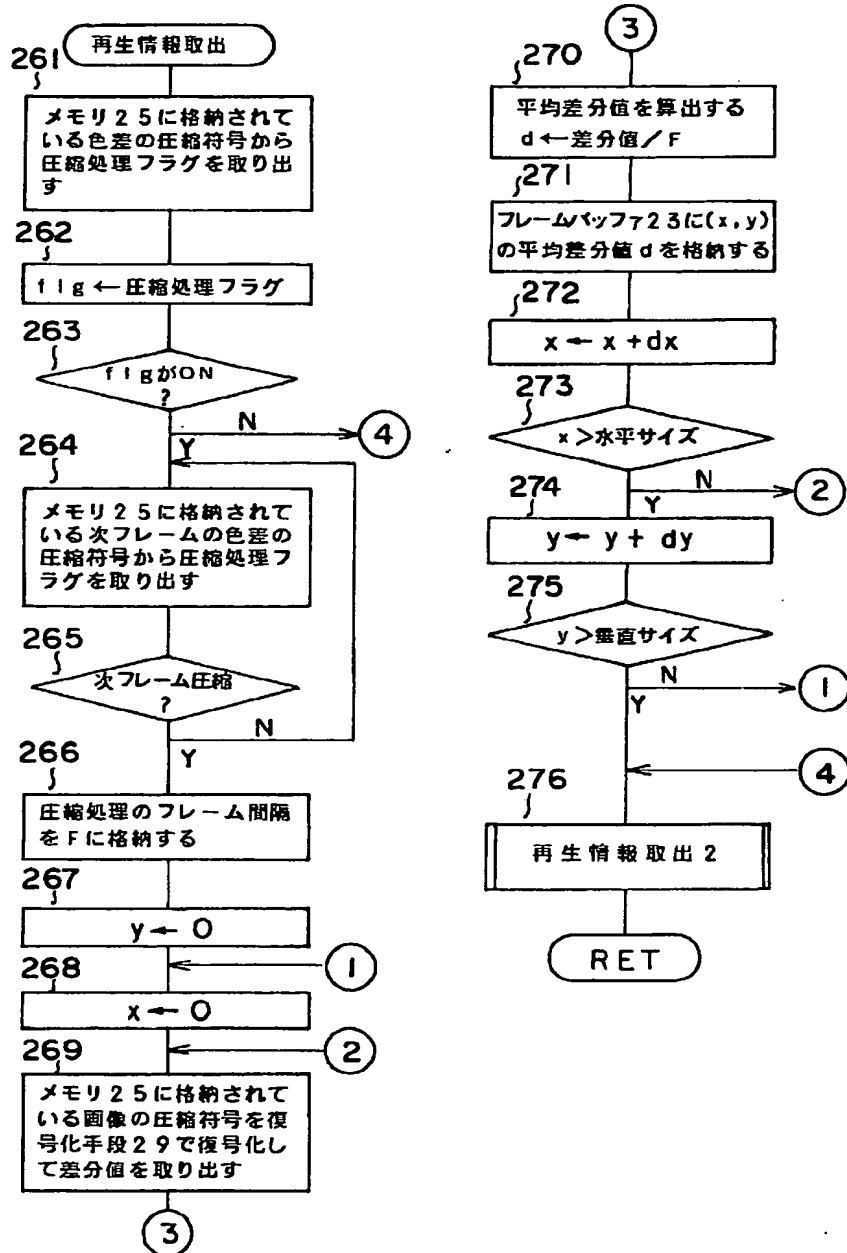 再生情報取出
261
メモリ25に格納されて
いる色差の圧縮符号から
圧縮処理フラグを取り出
す
262
flg←圧縮処理フラグ
263
flgがON
?
N
4
Y
264
メモリ25に格納されて
いる次フレームの色差の
圧縮符号から圧縮処理フ
ラグを取り出す
265
次フレーム圧縮
?
N
Y
266
圧縮処理のフレーム間隔
をFに格納する
267
y←0
1
268
x←0
2
269
メモリ25に格納されて
いる画像の圧縮符号を復
号化手段29で復号化し
て差分値を取り出す
3
3
270
平均差分値を算出する
d←差分値/F
271
フレームバッファ23に(x,y)
の平均差分値dを格納する
272
x←x+dx
273
x>水平サイズ
N
2
Y
274
y←y+dy
275
y>垂直サイズ
N
1
Y
4
276
再生情報取出2
RET